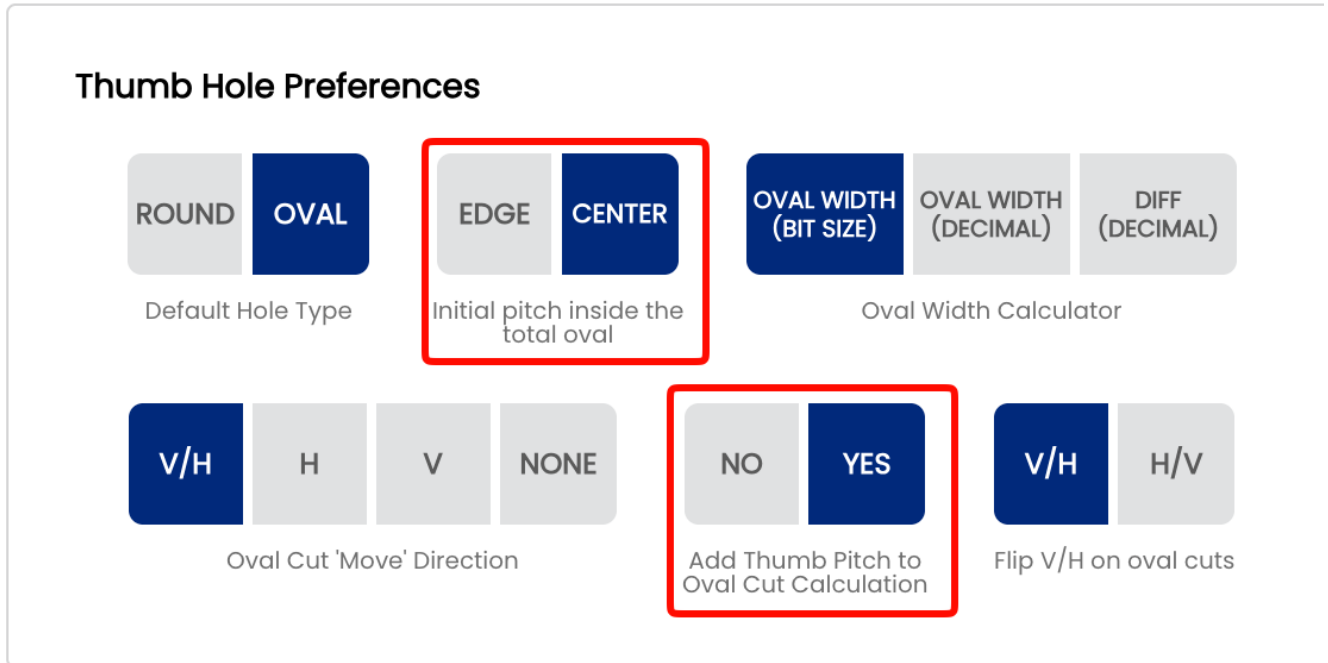 Thumb Hole Preferences
ROUND
OVAL
EDGE
CENTER
OVAL WIDTH
(BIT SIZE)
OVAL WIDTH
(DECIMAL)
DIFF
(DECIMAL)
Default Hole Type
Initial pitch inside the
total oval
Oval Width Calculator
V/H
H
V
NONE
NO
YES
V/H
H/V
Oval Cut 'Move' Direction
Add Thumb Pitch to
Oval Cut Calculation
Flip V/H on oval cuts